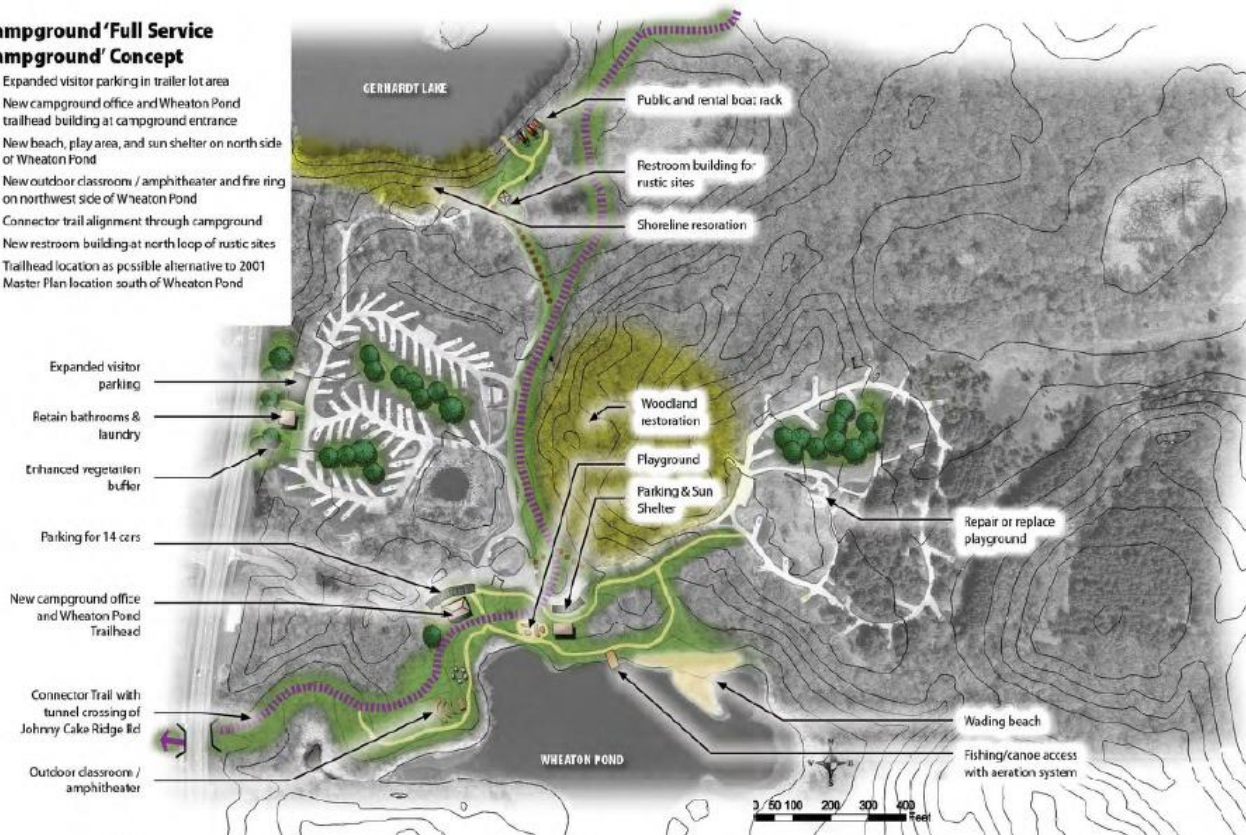 ampground 'Full Service
ampground' Concept
Expanded visitor parking in trailer lot area
New campground office and Wheaton Pond
trailhead building at campground entrance
New beach, play area, and sun shelter on north side
of Wheaton Pond
New outdoor classroom / amphitheater and fire ring
on northwest side of Wheaton Pond
Connector trail alignment through campground
New restroom building at north loop of rustic sites
Trailhead location as possible alternative to 2001
Master Plan location south of Wheaton Pond
GERHARDT LAKE
Public and rental boat rack
Restroom building for
rustic sites
Shoreline resoration
Expanded visitor
parking
Retain bathrooms &
laundry
Enhanced vegetation
buffer
Woodland
restoration
Playground
Parking & Sun
Shelter
Repair or replace
playground
Parking for 14 cars
New campground office
and Wheaton Pond
Trailhead
Connector Trail with
tunnel crossing of
Johnny Cake Ridge Rd
Outdoor classroom /
amphitheater
WHEATON POND
Wading beach
Fishing/canoe access
with aeration system
0 50 100 200 300 400
Feet